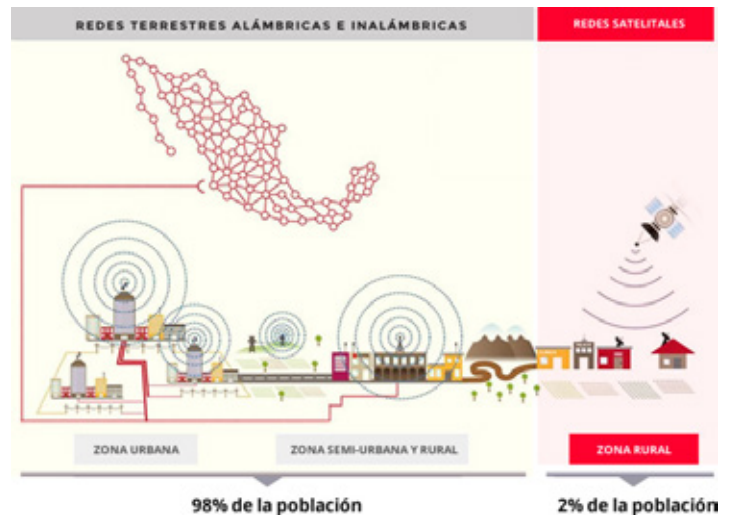 REDES TERRESTRES ALÁMBRICAS E INALÁMBRICAS
REDES SATELITALES
ZONA URBANA
ZONA SEMI-URBANA Y RURAL
ZONA RURAL
98% de la población
2% de la población